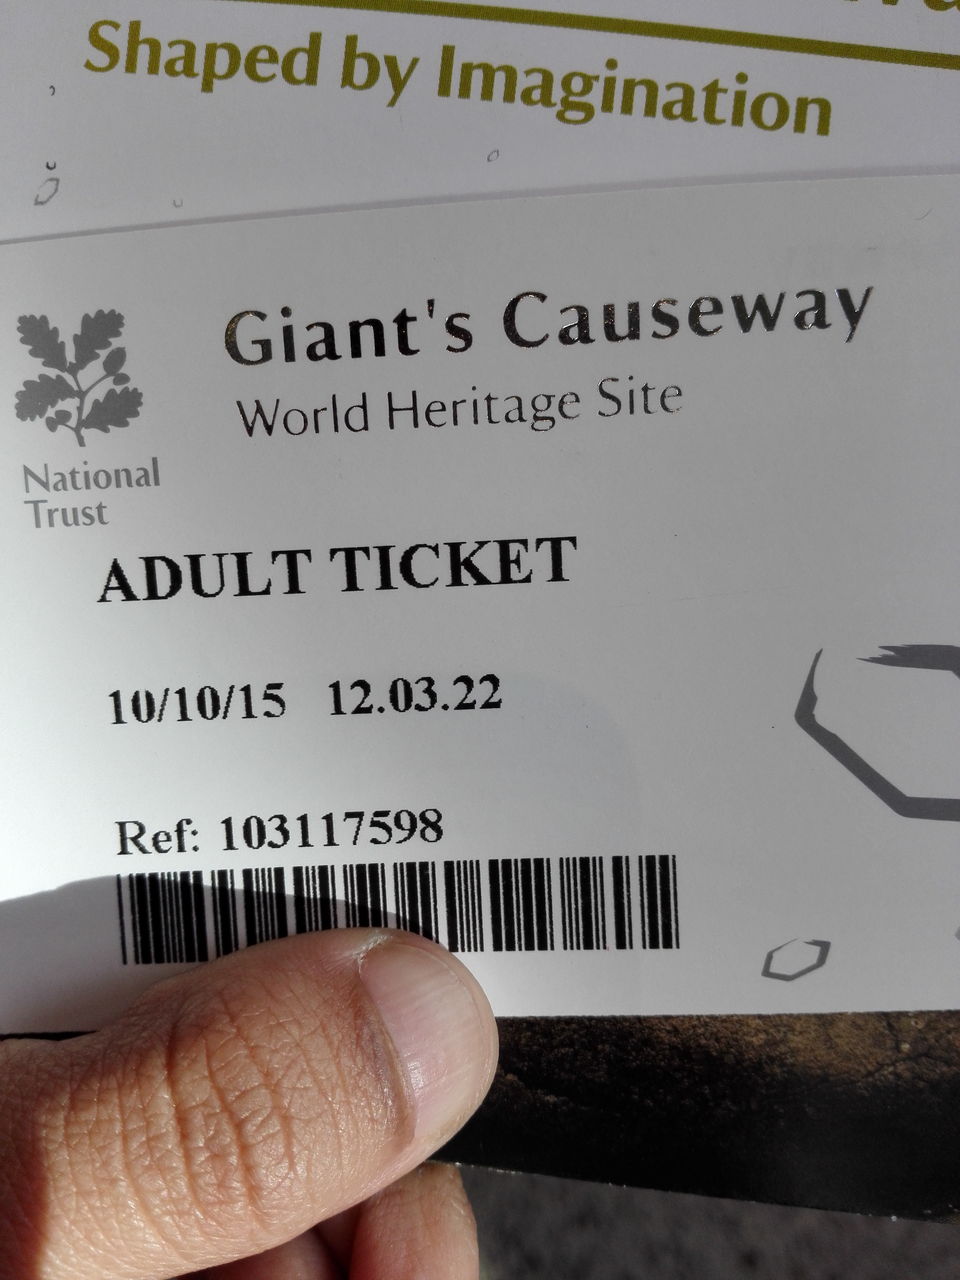 Shaped by Imagination
Giant's Causeway
World Heritage Site
National
Trust
ADULT TICKET
10/10/15 12.03.22
Ref: 103117598